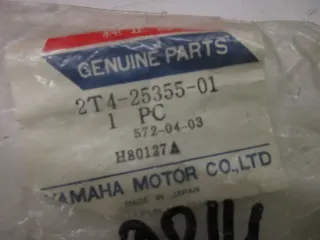 GENUINE PARTS
2T4-25355-01
1 PC
572-04-03
H80127▲
YAMAHA MOTOR CO.,LTD
MADE IN JAPAN